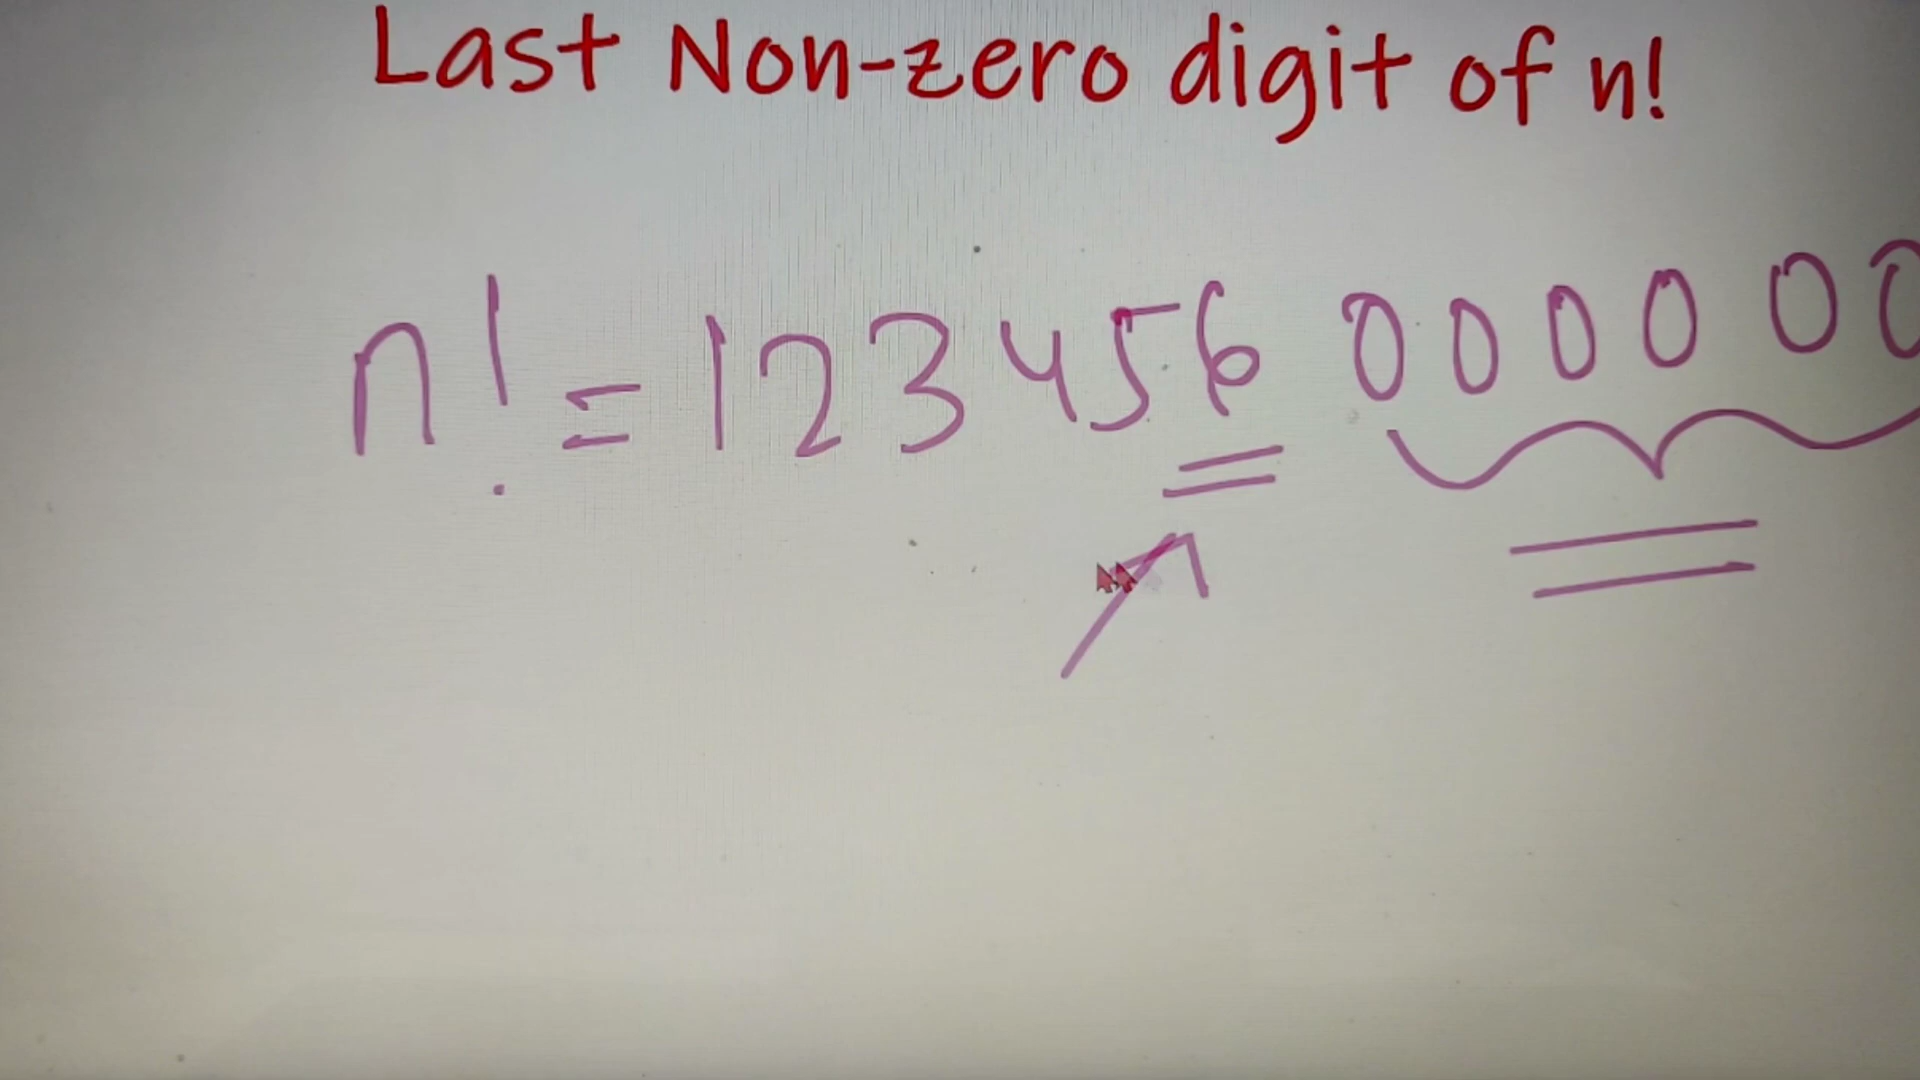 Last Non-zero digit of n!
n! = 123456 000000